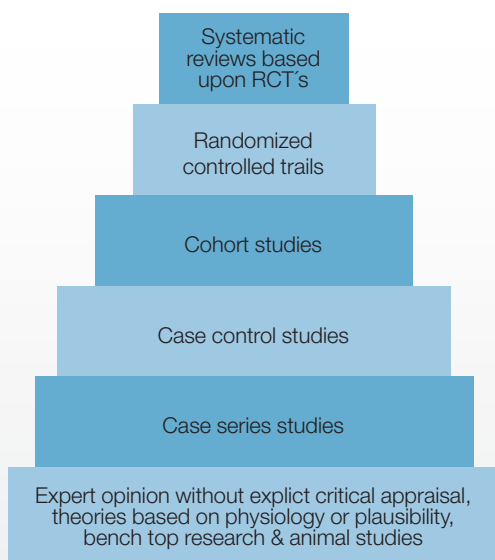 Systematic
reviews based
upon RCT´s
Randomized
controlled trails
Cohort studies
Case control studies
Case series studies
Expert opinion without explict critical appraisal,
theories based on physiology or plausibility,
bench top research & animal studies